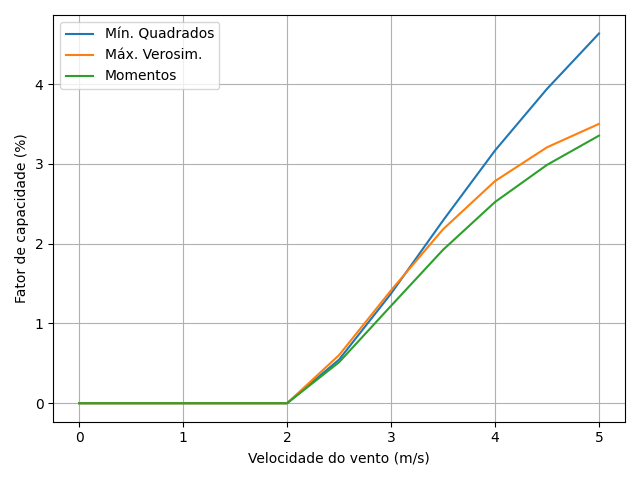 Mín. Quadrados
Máx. Verosim.
Momentos
Fator de capacidade (%)
4
3
2
1
0
0 1 2 3 4 5
Velocidade do vento (m/s)